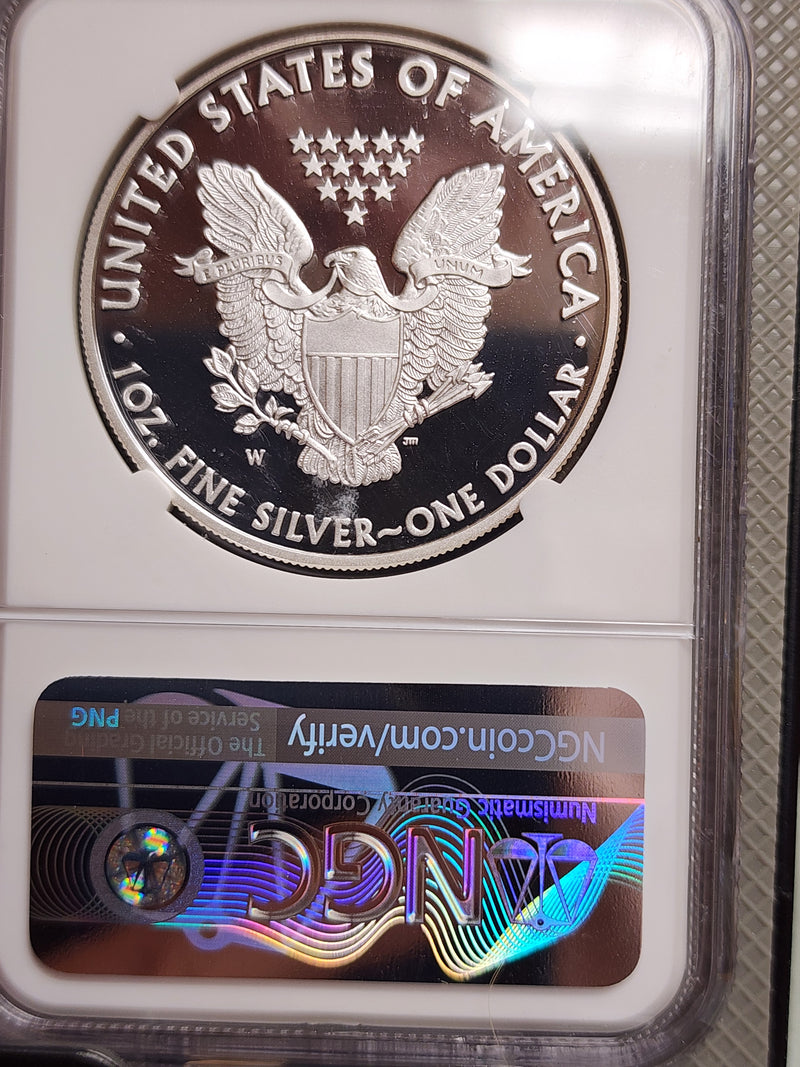 UNITED STATES OF AMERICA
E PLURIBUS UNUM
W
JM
· 1 OZ. FINE SILVER~ONE DOLLAR ·
NGC
Numismatic Guaranty Corporation
NGCcoin.com/verify
The Official Grading
Service of the PNG